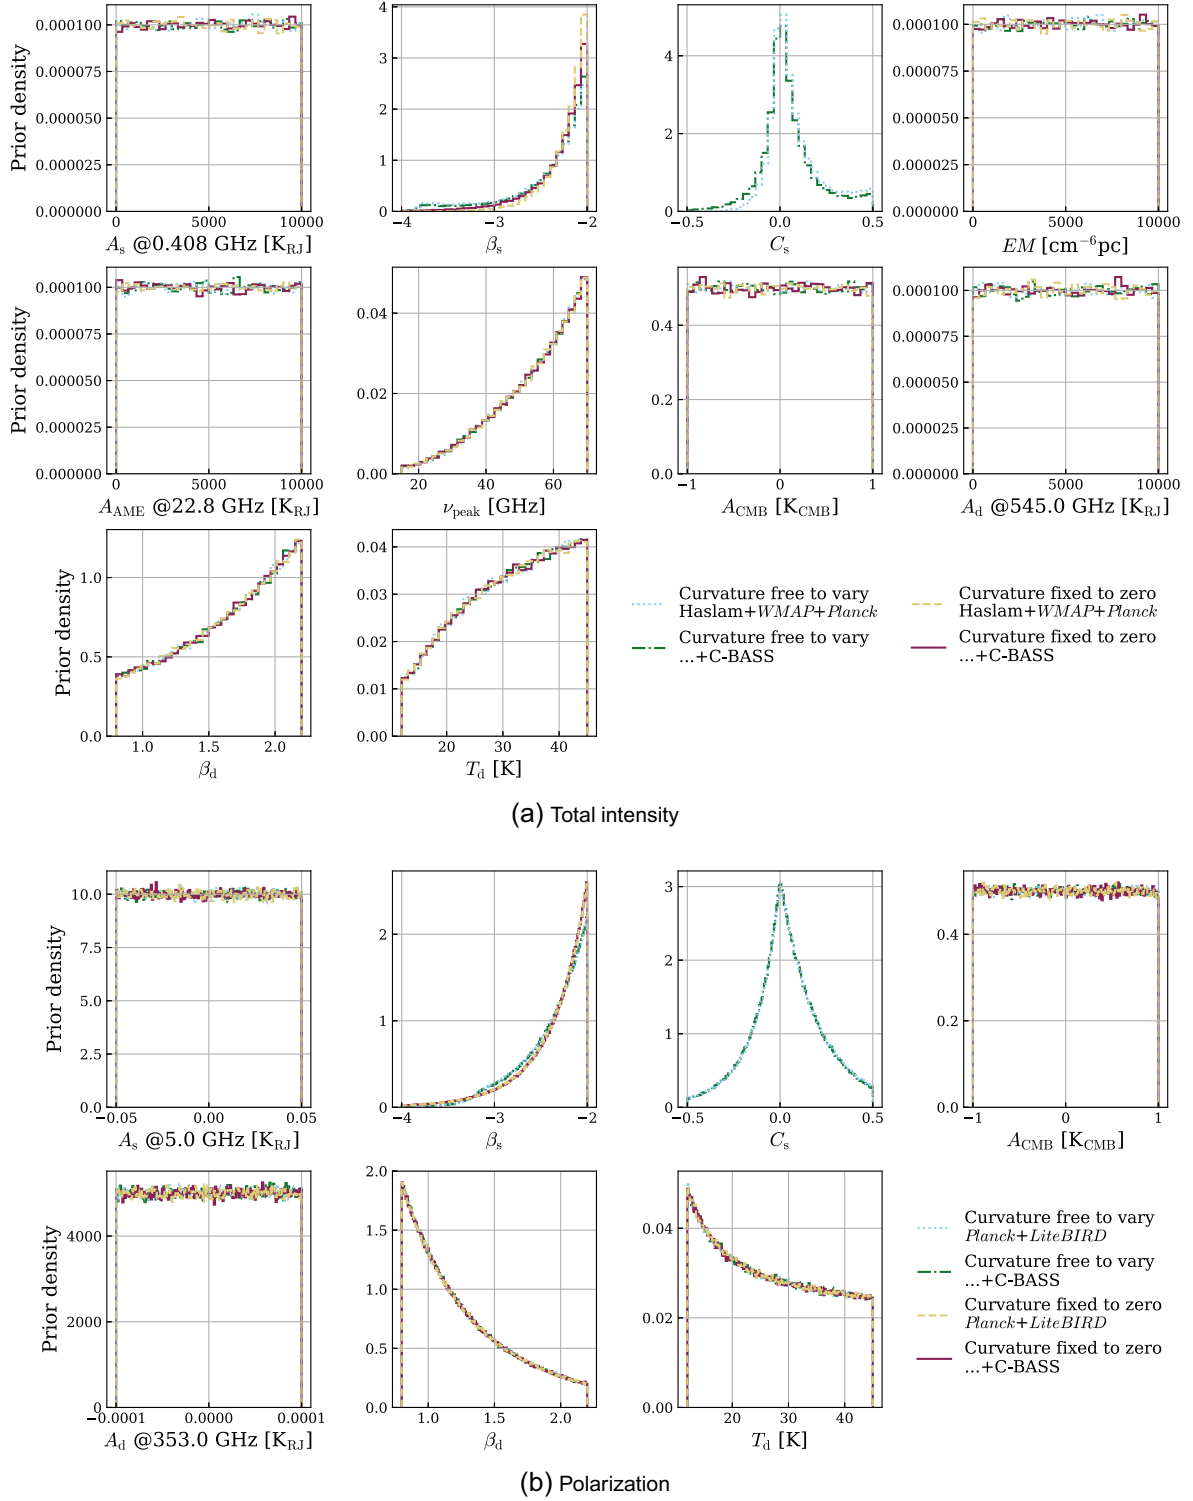 Prior density
0.000100
0.000075
0.000050
0.000025
0.000000
0 5000 10000
A_s @0.408 GHz [K_RJ]
4
3
2
1
0
−4 −3 −2
β_s
4
2
0
−0.5 0.0 0.5
C_s
0.000100
0.000075
0.000050
0.000025
0.000000
0 5000 10000
EM [cm⁻⁶pc]
Prior density
0.000100
0.000075
0.000050
0.000025
0.000000
0 5000 10000
A_AME @22.8 GHz [K_RJ]
0.04
0.02
0.00
20 40 60
ν_peak [GHz]
0.4
0.2
0.0
−1 0 1
A_CMB [K_CMB]
0.000100
0.000075
0.000050
0.000025
0.000000
0 5000 10000
A_d @545.0 GHz [K_RJ]
Prior density
1.0
0.5
0.0
1.0 1.5 2.0
β_d
0.04
0.03
0.02
0.01
0.00
20 30 40
T_d [K]
Curvature free to vary
Haslam+WMAP+Planck
Curvature free to vary
...+C-BASS
Curvature fixed to zero
Haslam+WMAP+Planck
Curvature fixed to zero
...+C-BASS
(a) Total intensity
Prior density
10.0
7.5
5.0
2.5
0.0
−0.05 0.00 0.05
A_s @5.0 GHz [K_RJ]
2
1
0
−4 −3 −2
β_s
3
2
1
0
−0.5 0.0 0.5
C_s
0.4
0.2
0.0
−1 0 1
A_CMB [K_CMB]
Prior density
4000
2000
0
−0.0001 0.0000 0.0001
A_d @353.0 GHz [K_RJ]
2.0
1.5
1.0
0.5
0.0
1.0 1.5 2.0
β_d
0.04
0.02
0.00
20 30 40
T_d [K]
Curvature free to vary
Planck+LiteBIRD
Curvature free to vary
...+C-BASS
Curvature fixed to zero
Planck+LiteBIRD
Curvature fixed to zero
...+C-BASS
(b) Polarization